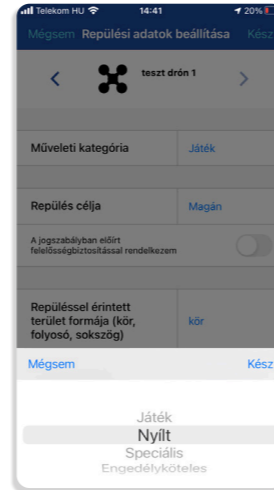 Telekom HU 14:41 20%
Mégsem Repülési adatok beállítása Kész
teszt drón 1
Műveleti kategória Játék
Repülés célja Magán
A jogszabályban előírt
felelősségbiztosítással rendelkezem
Repüléssel érintett
terület formája (kör,
folyosó, sokszög) kör
Mégsem Kész
Játék
Nyílt
Speciális
Engedélyköteles